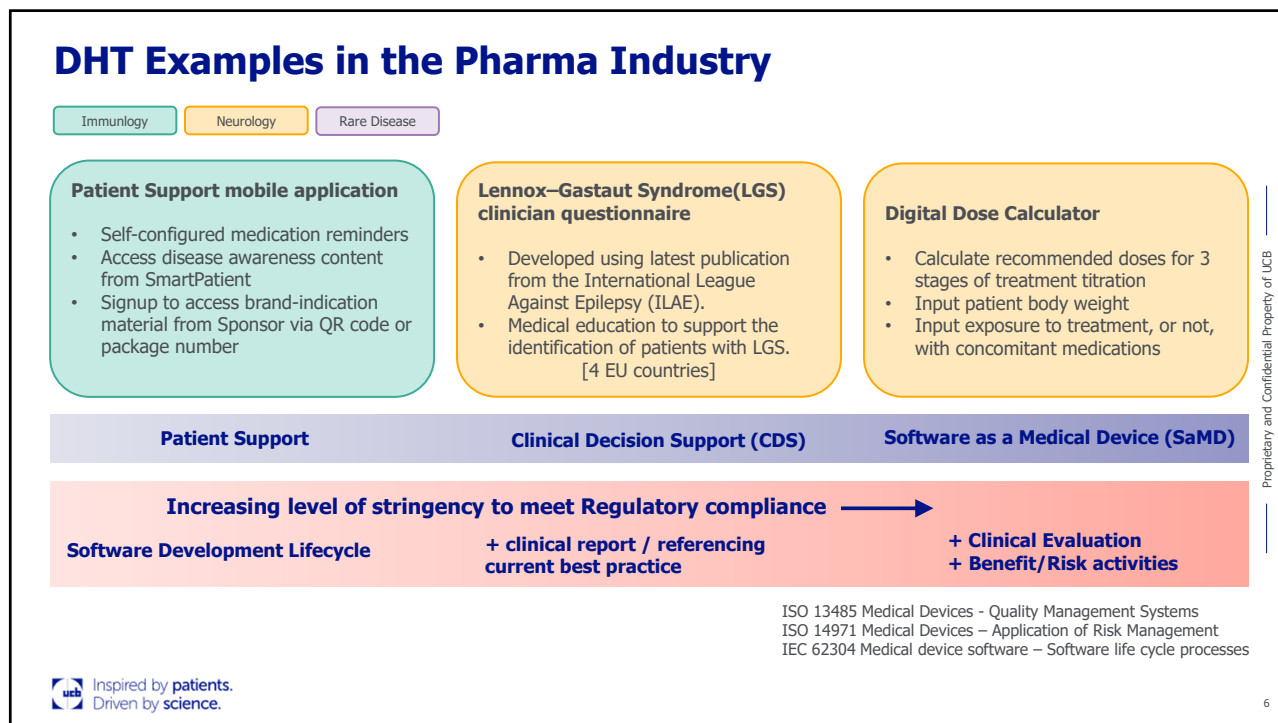 DHT Examples in the Pharma Industry
Immunlogy
Neurology
Rare Disease
Patient Support mobile application
• Self-configured medication reminders
• Access disease awareness content
from SmartPatient
• Signup to access brand-indication
material from Sponsor via QR code or
package number
Lennox–Gastaut Syndrome(LGS)
clinician questionnaire
• Developed using latest publication
from the International League
Against Epilepsy (ILAE).
• Medical education to support the
identification of patients with LGS.
[4 EU countries]
Digital Dose Calculator
• Calculate recommended doses for 3
stages of treatment titration
• Input patient body weight
• Input exposure to treatment, or not,
with concomitant medications
Patient Support
Clinical Decision Support (CDS)
Software as a Medical Device (SaMD)
Increasing level of stringency to meet Regulatory compliance
Software Development Lifecycle
+ clinical report / referencing
current best practice
+ Clinical Evaluation
+ Benefit/Risk activities
ISO 13485 Medical Devices - Quality Management Systems
ISO 14971 Medical Devices – Application of Risk Management
IEC 62304 Medical device software – Software life cycle processes
Proprietary and Confidential Property of UCB
ucb
Inspired by patients.
Driven by science.
6